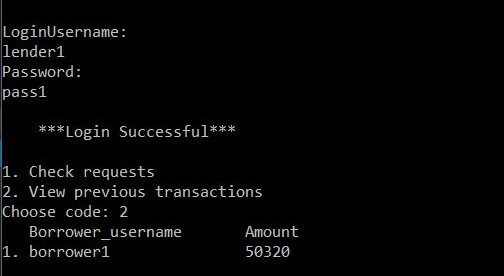 LoginUsername:
lender1
Password:
pass1
***Login Successful***
1. Check requests
2. View previous transactions
Choose code: 2
Borrower_username Amount
1. borrower1 50320